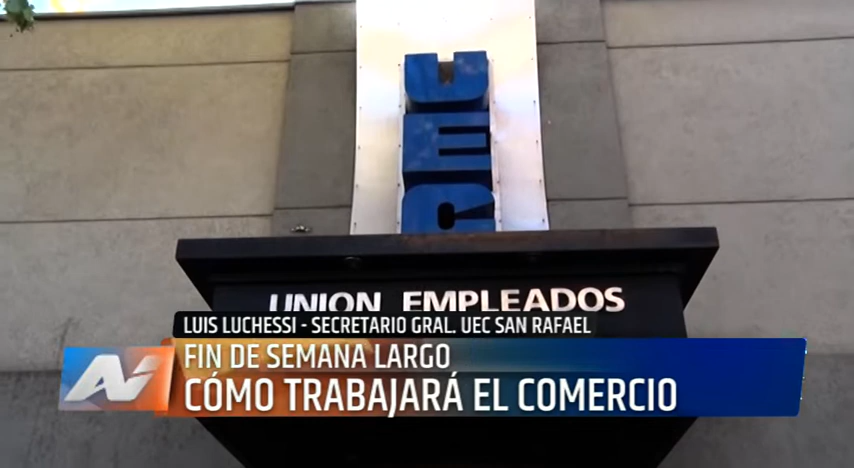 UEC
UNION EMPLEADOS
LUIS LUCHESSI - SECRETARIO GRAL. UEC SAN RAFAEL
FIN DE SEMANA LARGO
CÓMO TRABAJARÁ EL COMERCIO